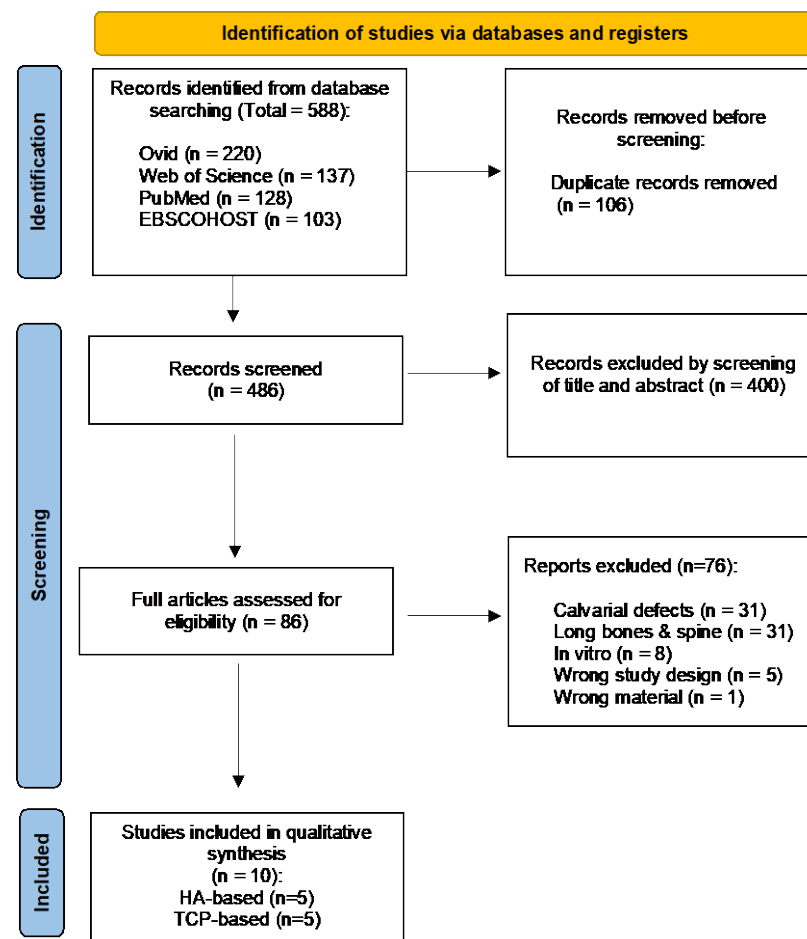 Identification of studies via databases and registers
Identification
Records identified from database
searching (Total = 588):
Ovid (n = 220)
Web of Science (n = 137)
PubMed (n = 128)
EBSCOHOST (n = 103)
Records removed before
screening:
Duplicate records removed
(n = 106)
Screening
Records screened
(n = 486)
Records excluded by screening
of title and abstract (n = 400)
Full articles assessed for
eligibility (n = 86)
Reports excluded (n=76):
Calvarial defects (n = 31)
Long bones & spine (n = 31)
In vitro (n = 8)
Wrong study design (n = 5)
Wrong material (n = 1)
Included
Studies included in qualitative
synthesis
(n = 10):
HA-based (n=5)
TCP-based (n=5)